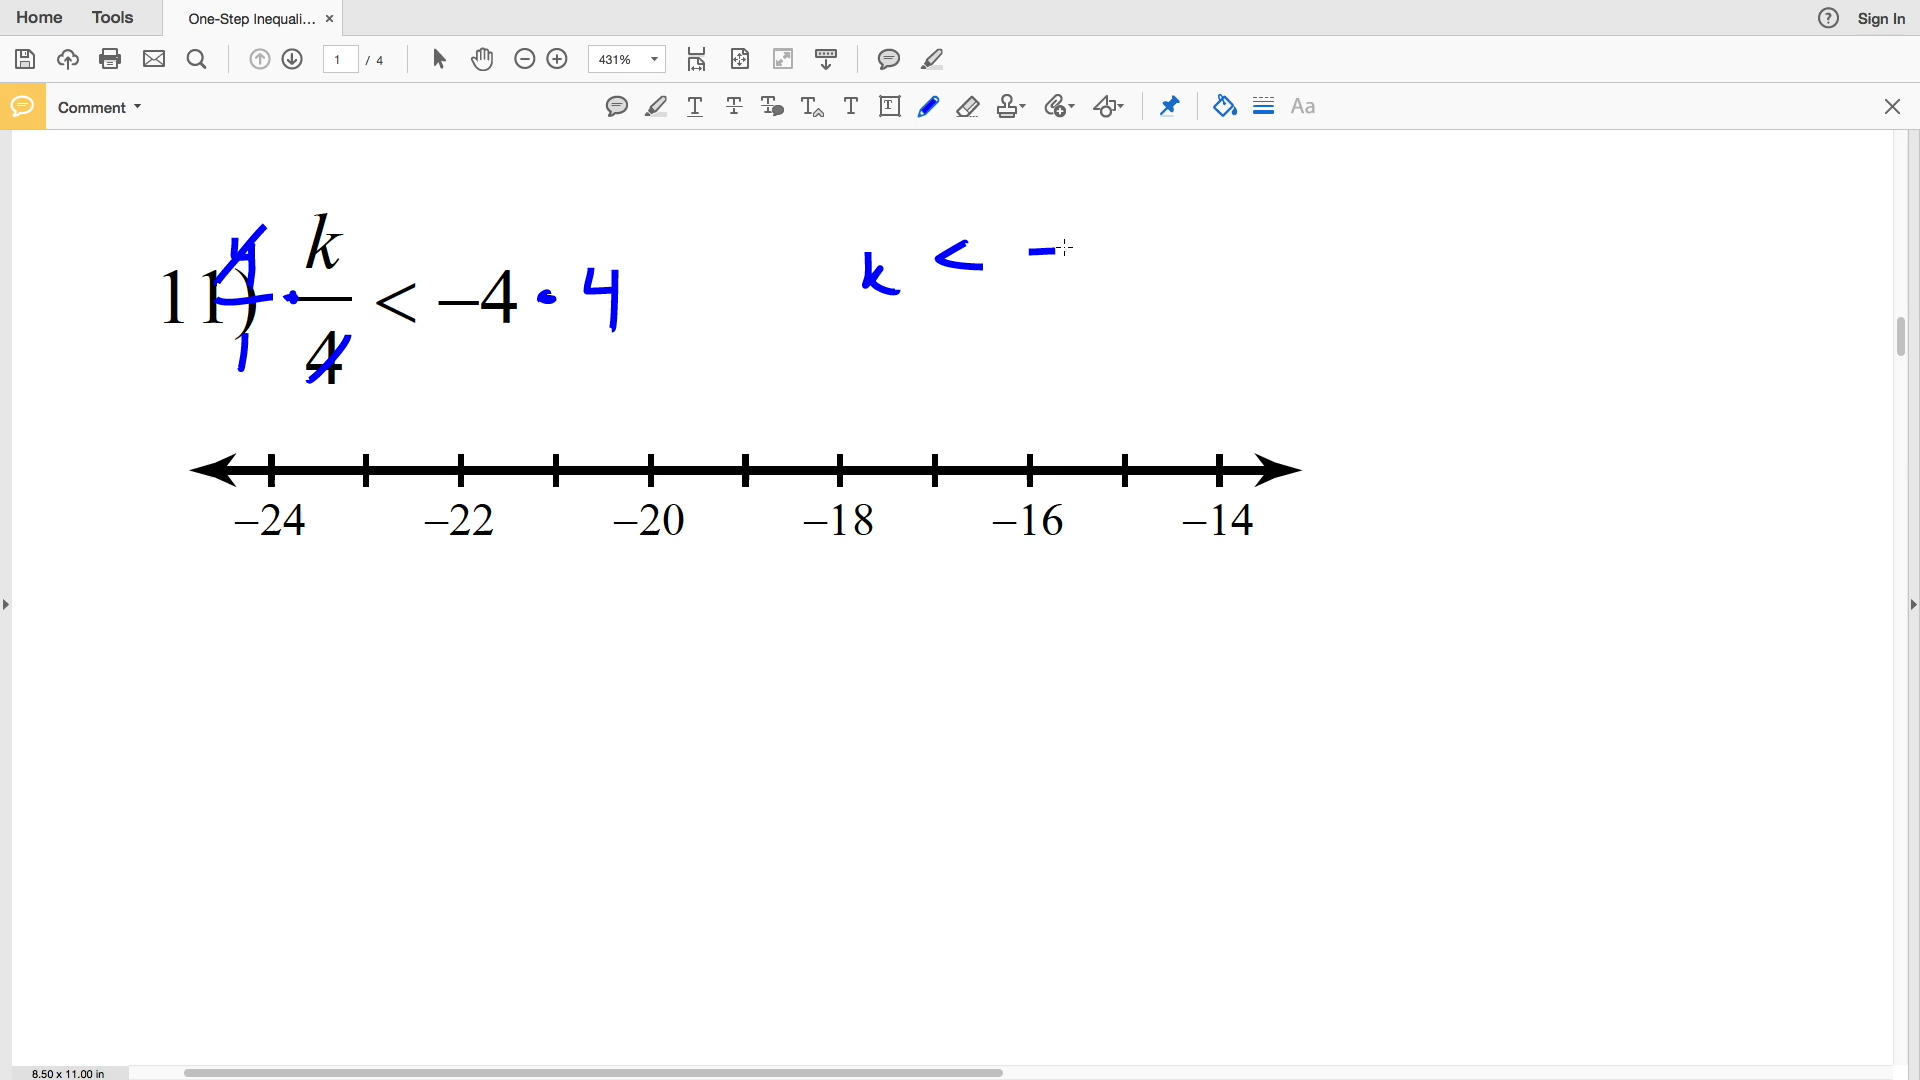 Home Tools One-Step Inequali... × ? Sign In
1 / 4 431%
Comment T T T T T T Aa
4/1 · k/4 < –4 · 4 k < –
11)
–24 –22 –20 –18 –16 –14
8.50 x 11.00 in